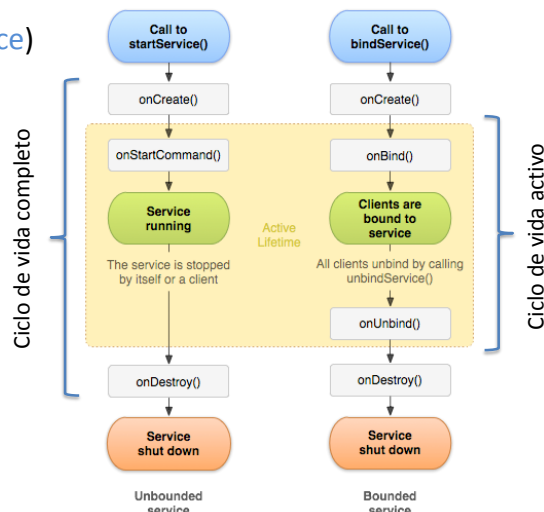 ce)
Call to
startService()
onCreate()
onStartCommand()
Service
running
The service is stopped
by itself or a client
onDestroy()
Service
shut down
Unbounded
service
Call to
bindService()
onCreate()
onBind()
Clients are
bound to
service
All clients unbind by calling
unbindService()
onUnbind()
onDestroy()
Service
shut down
Bounded
service
Active
Lifetime
Ciclo de vida completo
Ciclo de vida activo